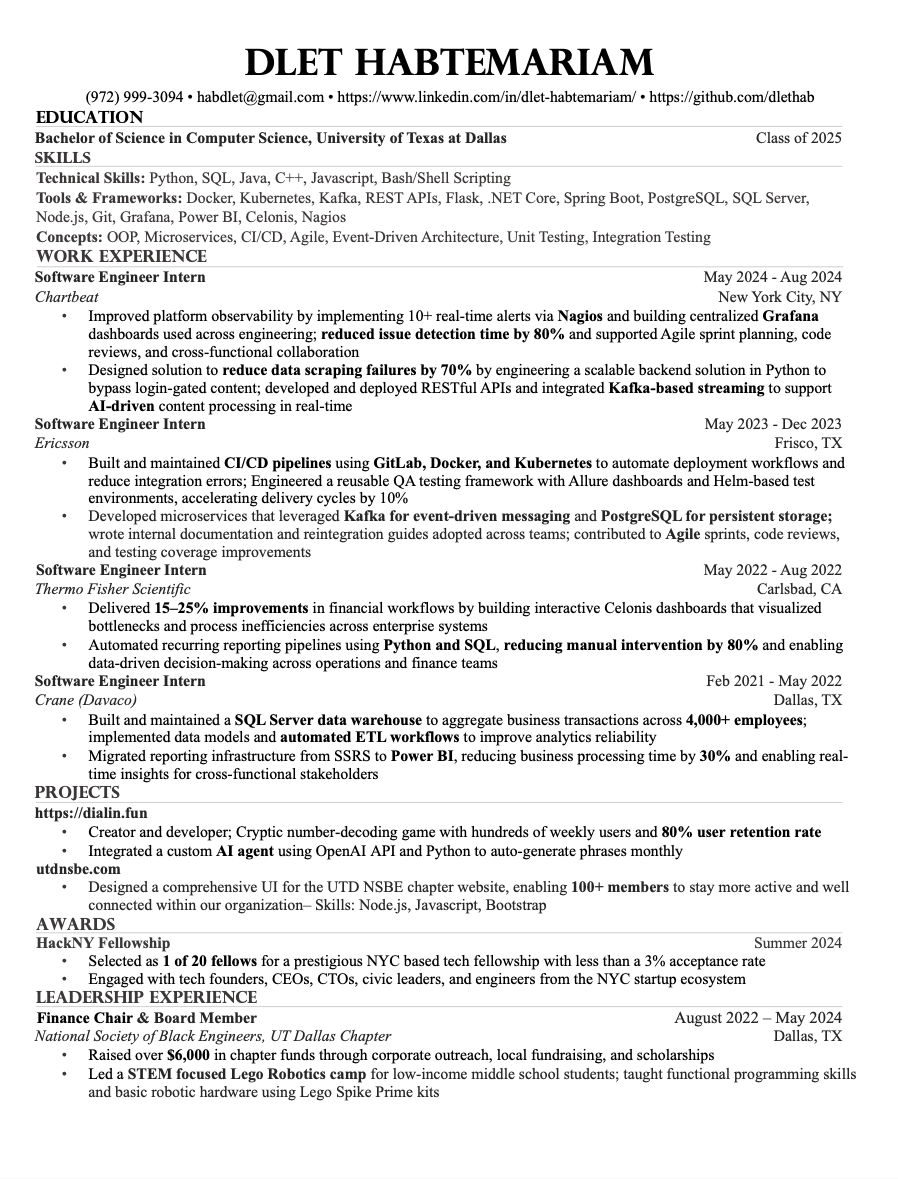 DLET HABTEMARIAM
(972) 999-3094 • habdlet@gmail.com • https://www.linkedin.com/in/dlet-habtemariam/ • https://github.com/dlethab
EDUCATION
Bachelor of Science in Computer Science, University of Texas at Dallas Class of 2025
SKILLS
Technical Skills: Python, SQL, Java, C++, Javascript, Bash/Shell Scripting
Tools & Frameworks: Docker, Kubernetes, Kafka, REST APIs, Flask, .NET Core, Spring Boot, PostgreSQL, SQL Server,
Node.js, Git, Grafana, Power BI, Celonis, Nagios
Concepts: OOP, Microservices, CI/CD, Agile, Event-Driven Architecture, Unit Testing, Integration Testing
WORK EXPERIENCE
Software Engineer Intern May 2024 - Aug 2024
Chartbeat New York City, NY
• Improved platform observability by implementing 10+ real-time alerts via Nagios and building centralized Grafana
dashboards used across engineering; reduced issue detection time by 80% and supported Agile sprint planning, code
reviews, and cross-functional collaboration
• Designed solution to reduce data scraping failures by 70% by engineering a scalable backend solution in Python to
bypass login-gated content; developed and deployed RESTful APIs and integrated Kafka-based streaming to support
AI-driven content processing in real-time
Software Engineer Intern May 2023 - Dec 2023
Ericsson Frisco, TX
• Built and maintained CI/CD pipelines using GitLab, Docker, and Kubernetes to automate deployment workflows and
reduce integration errors; Engineered a reusable QA testing framework with Allure dashboards and Helm-based test
environments, accelerating delivery cycles by 10%
• Developed microservices that leveraged Kafka for event-driven messaging and PostgreSQL for persistent storage;
wrote internal documentation and reintegration guides adopted across teams; contributed to Agile sprints, code reviews,
and testing coverage improvements
Software Engineer Intern May 2022 - Aug 2022
Thermo Fisher Scientific Carlsbad, CA
• Delivered 15–25% improvements in financial workflows by building interactive Celonis dashboards that visualized
bottlenecks and process inefficiencies across enterprise systems
• Automated recurring reporting pipelines using Python and SQL, reducing manual intervention by 80% and enabling
data-driven decision-making across operations and finance teams
Software Engineer Intern Feb 2021 - May 2022
Crane (Davaco) Dallas, TX
• Built and maintained a SQL Server data warehouse to aggregate business transactions across 4,000+ employees;
implemented data models and automated ETL workflows to improve analytics reliability
• Migrated reporting infrastructure from SSRS to Power BI, reducing business processing time by 30% and enabling real-
time insights for cross-functional stakeholders
PROJECTS
https://dialin.fun
• Creator and developer; Cryptic number-decoding game with hundreds of weekly users and 80% user retention rate
• Integrated a custom AI agent using OpenAI API and Python to auto-generate phrases monthly
utdnsbe.com
• Designed a comprehensive UI for the UTD NSBE chapter website, enabling 100+ members to stay more active and well
connected within our organization– Skills: Node.js, Javascript, Bootstrap
AWARDS
HackNY Fellowship Summer 2024
• Selected as 1 of 20 fellows for a prestigious NYC based tech fellowship with less than a 3% acceptance rate
• Engaged with tech founders, CEOs, CTOs, civic leaders, and engineers from the NYC startup ecosystem
LEADERSHIP EXPERIENCE
Finance Chair & Board Member August 2022 – May 2024
National Society of Black Engineers, UT Dallas Chapter Dallas, TX
• Raised over $6,000 in chapter funds through corporate outreach, local fundraising, and scholarships
• Led a STEM focused Lego Robotics camp for low-income middle school students; taught functional programming skills
and basic robotic hardware using Lego Spike Prime kits